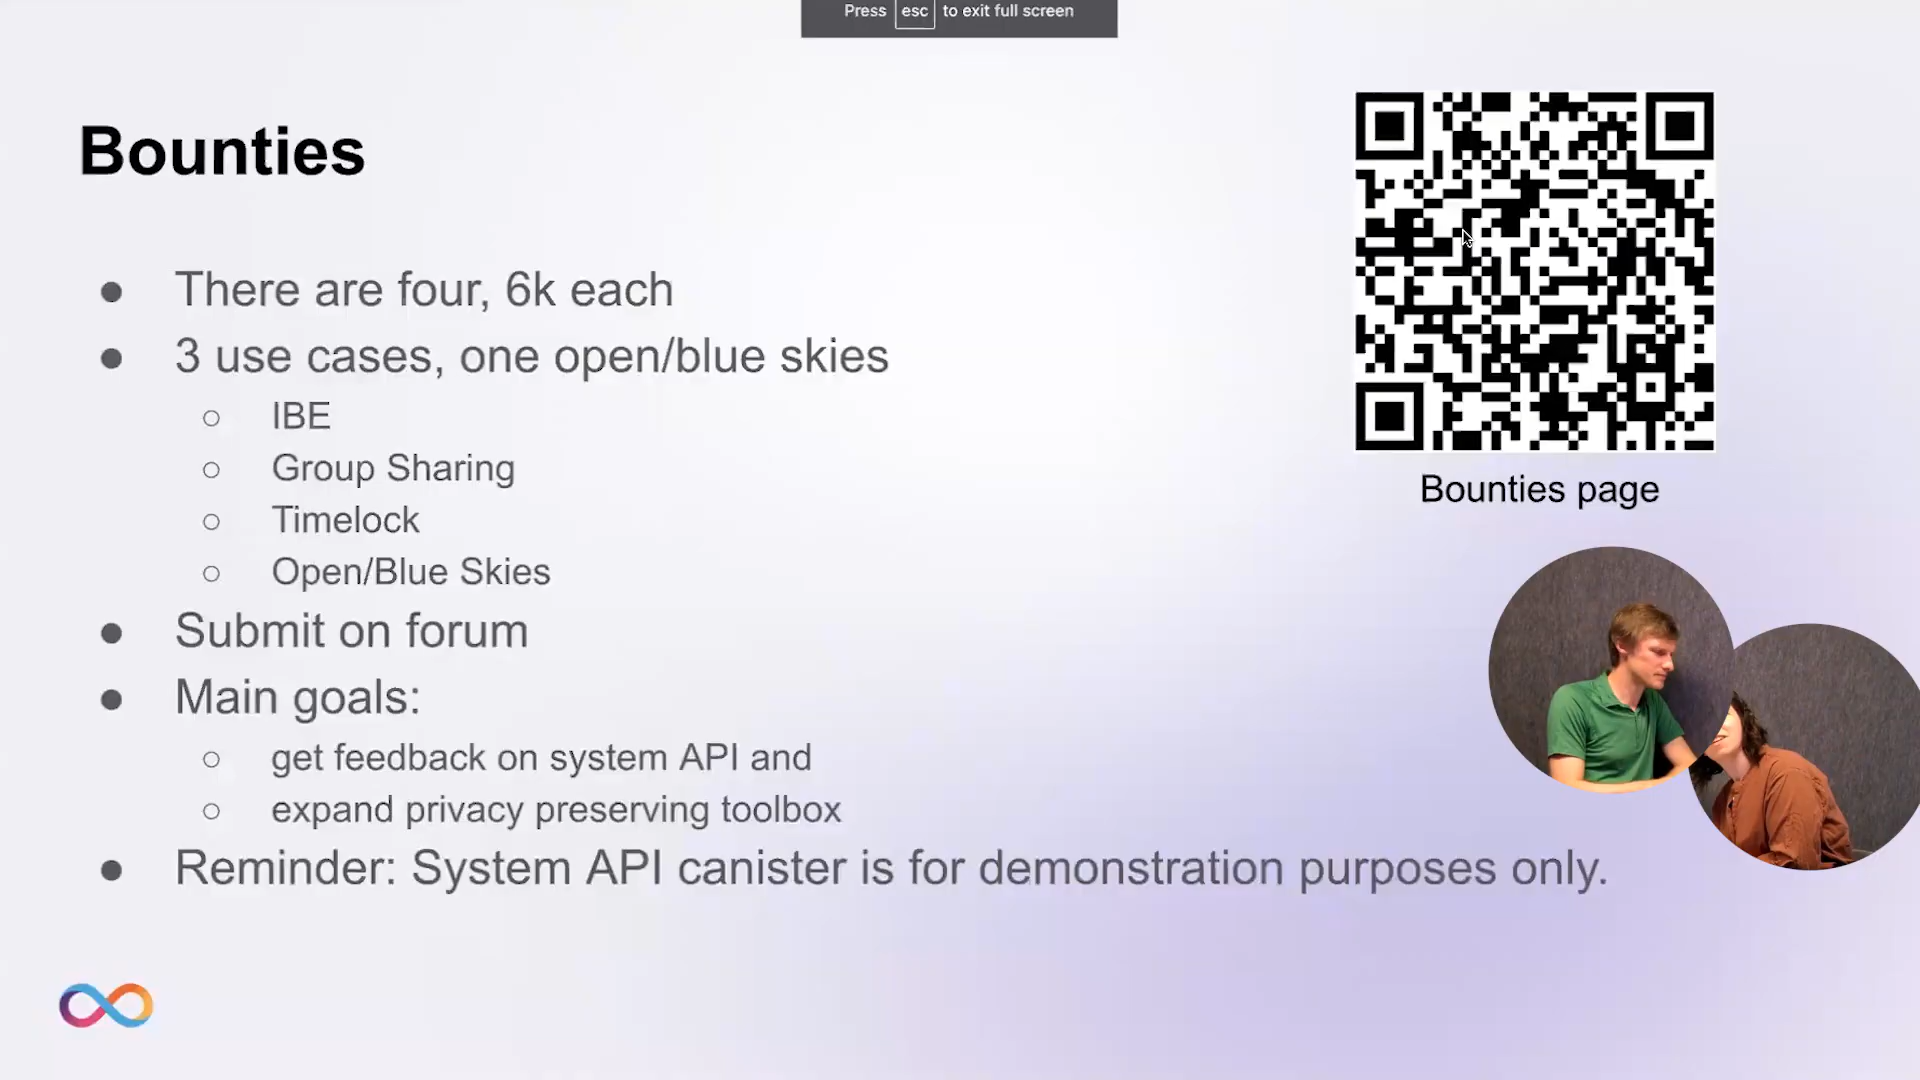 Press esc to exit full screen
Bounties
There are four, 6k each
3 use cases, one open/blue skies
IBE
Group Sharing
Timelock
Open/Blue Skies
Submit on forum
Main goals:
get feedback on system API and
expand privacy preserving toolbox
Reminder: System API canister is for demonstration purposes only.
Bounties page